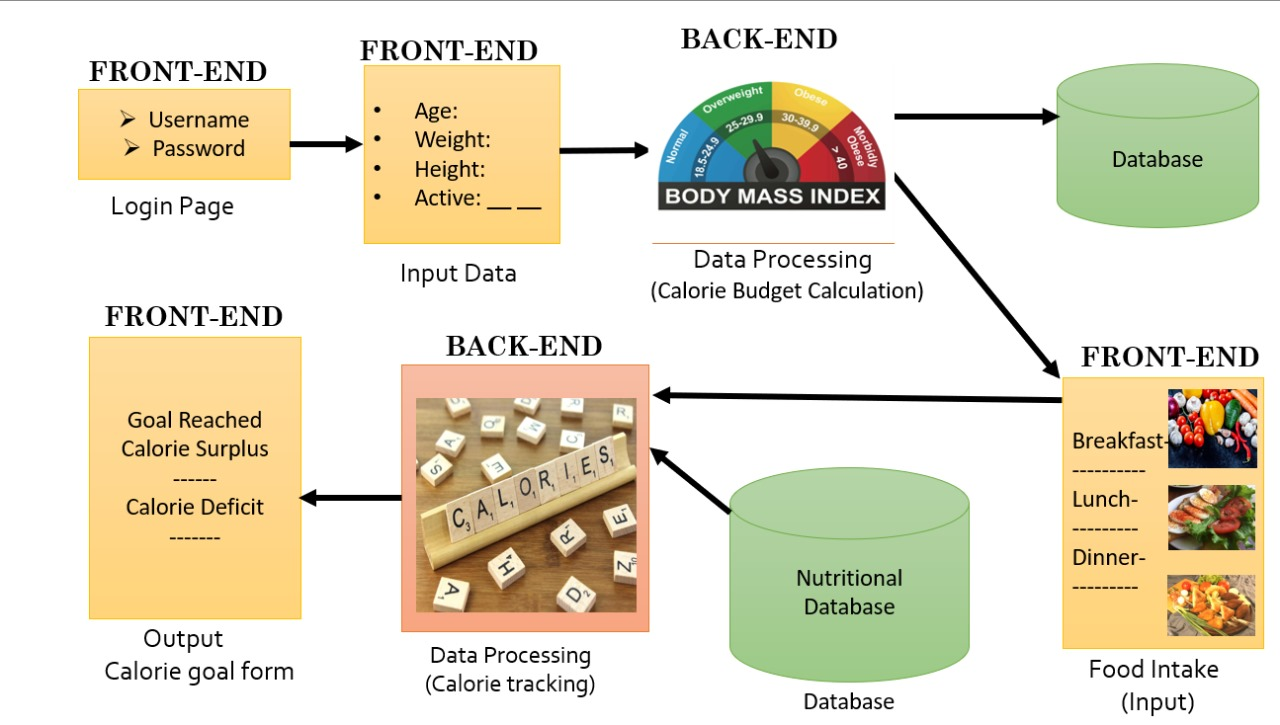 FRONT-END
Username
Password
Login Page
FRONT-END
Age:
Weight:
Height:
Active: __ __
Input Data
BACK-END
Normal
Overweight
Obese
Morbidly
Obese
18.5-24.9
25-29.9
30-39.9
> 40
BODY MASS INDEX
Data Processing
(Calorie Budget Calculation)
Database
FRONT-END
Breakfast-
----------
Lunch-
---------
Dinner-
---------
Food Intake
(Input)
BACK-END
CALORIES
Data Processing
(Calorie tracking)
Nutritional
Database
Database
FRONT-END
Goal Reached
Calorie Surplus
------
Calorie Deficit
-------
Output
Calorie goal form